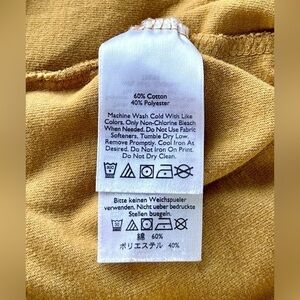 60% Cotton
40% Polyester
Machine Wash Cold With Like
Colors. Only Non-Chlorine Bleach
When Needed. Do Not Use Fabric
Softeners. Tumble Dry Low.
Remove Promptly. Cool Iron As
Desired. Do Not Iron On Print.
Do Not Dry Clean.
Bitte keinen Weichspueler
verwenden. Nicht ueber bedruckte
Stellen buegeln.
綿 60%
ポリエステル 40%